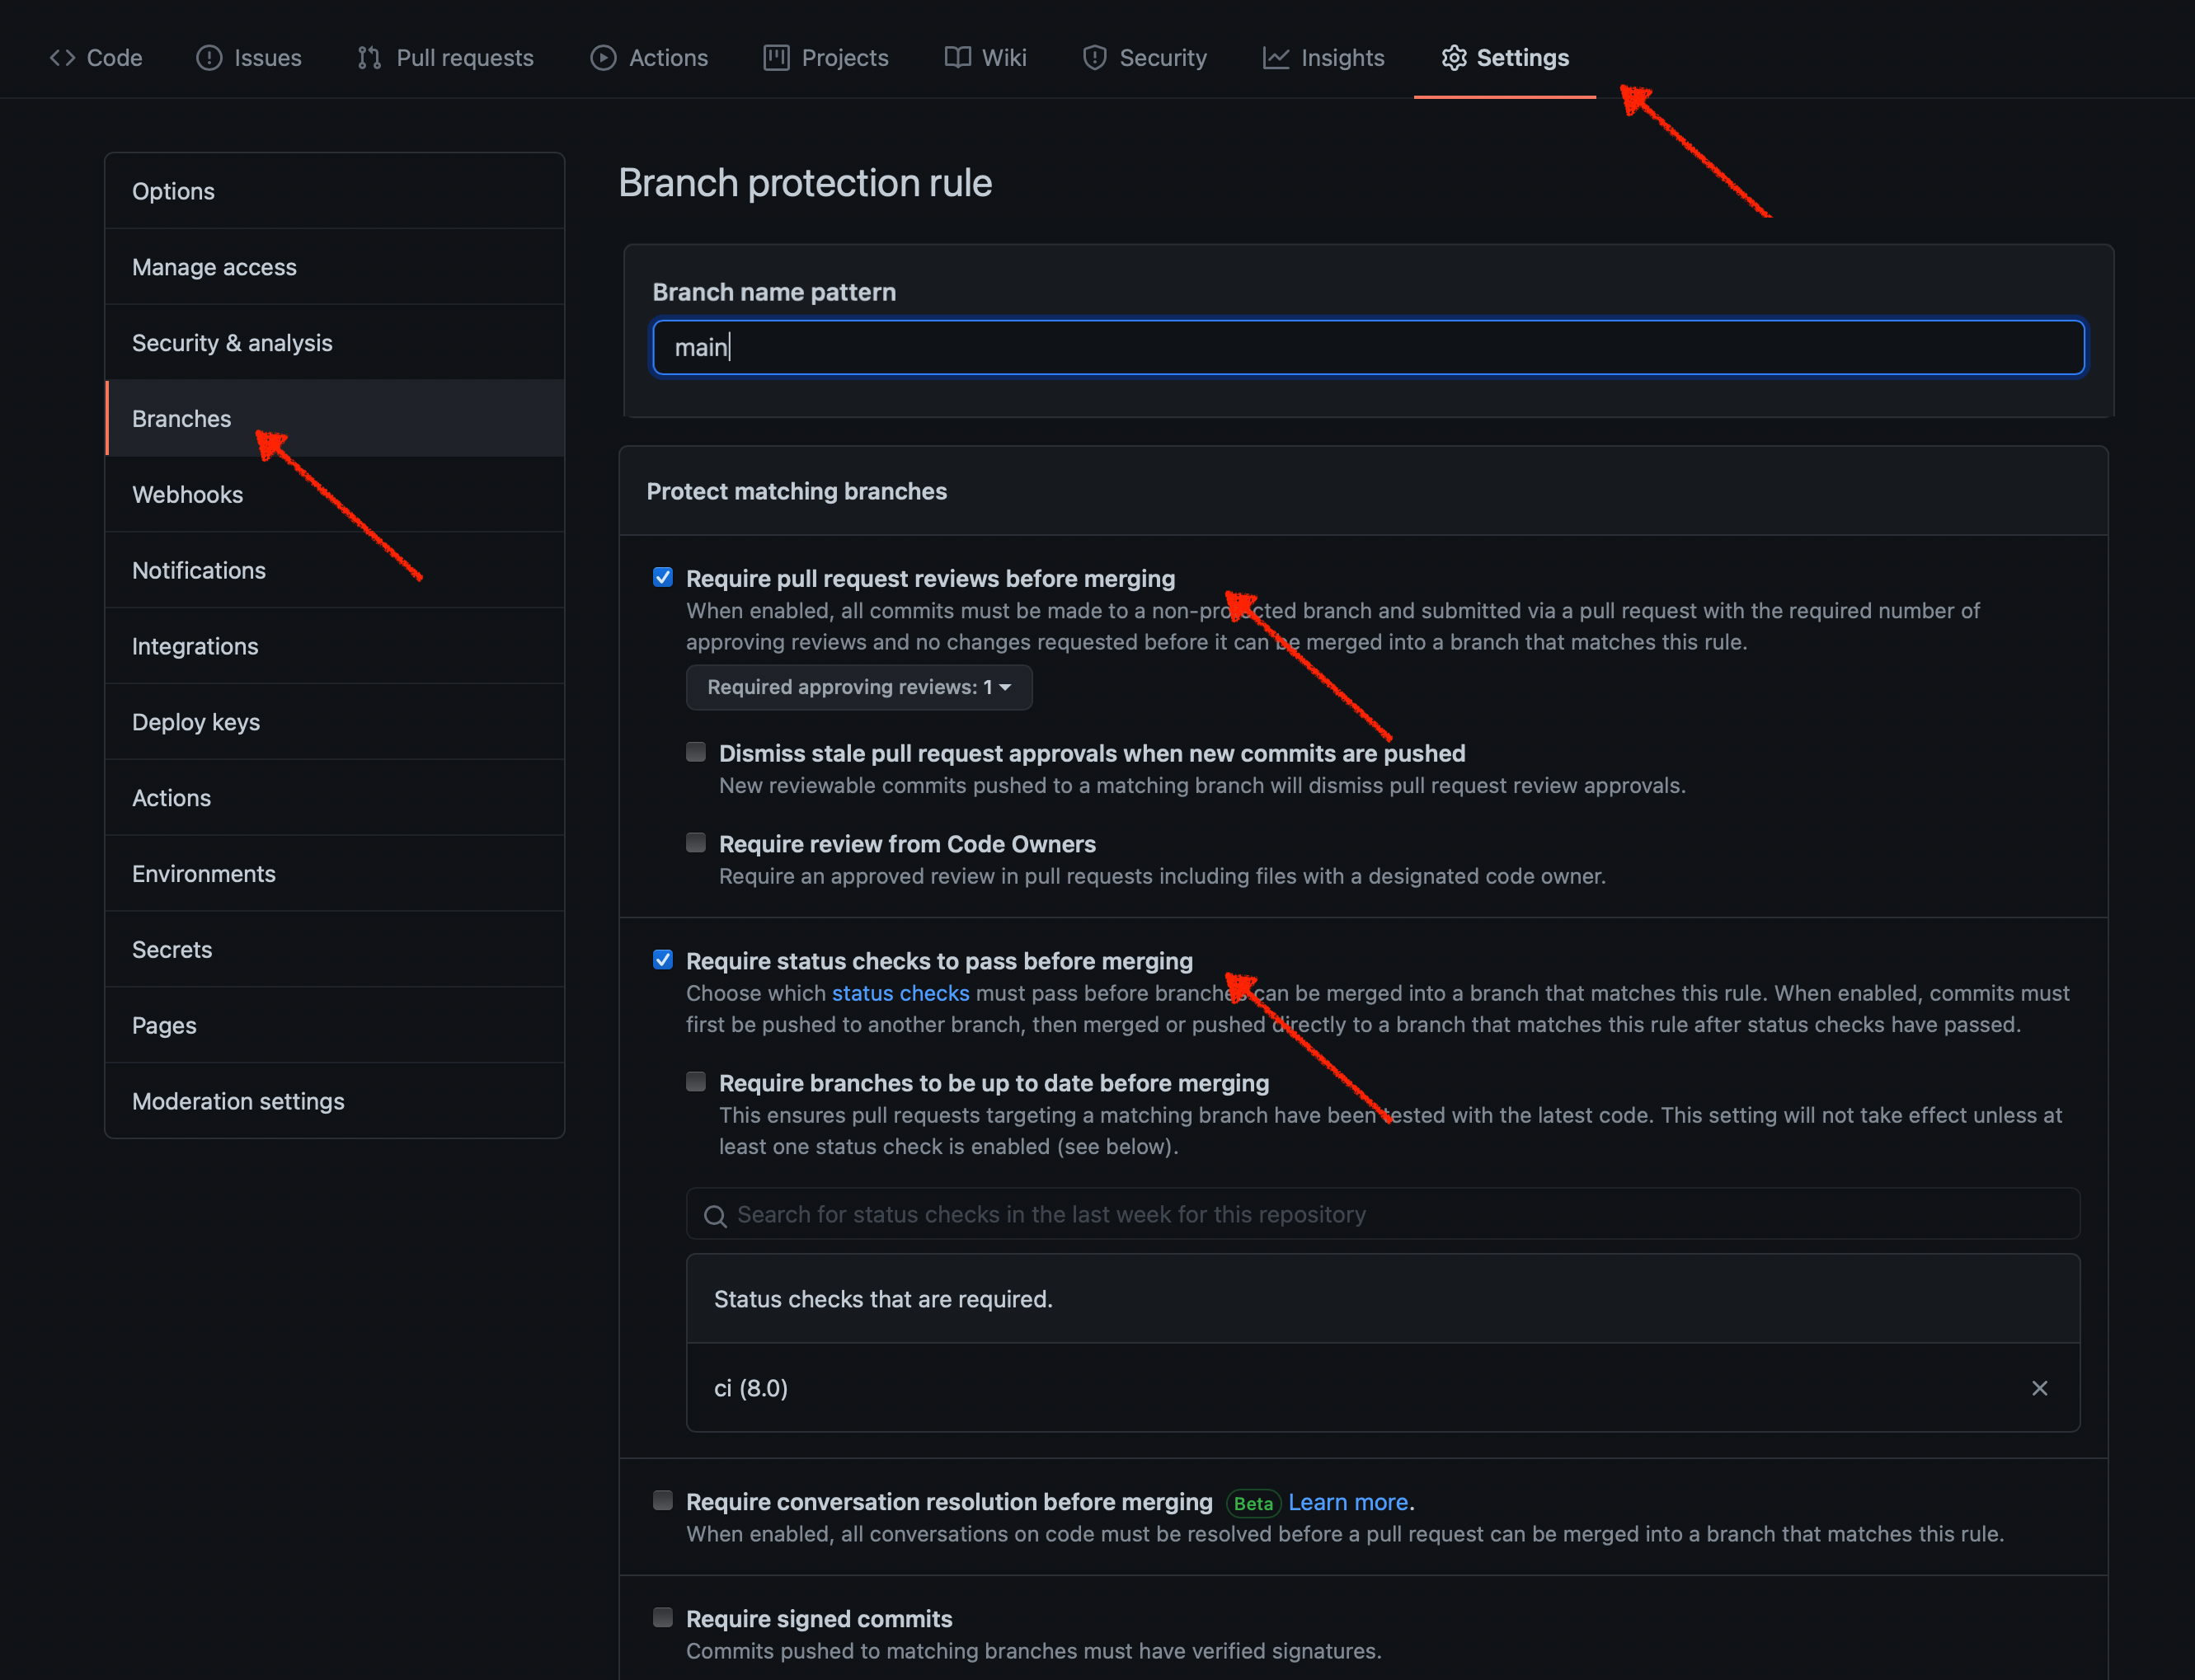 Code Issues Pull requests Actions Projects Wiki Security Insights Settings
Options
Manage access
Security & analysis
Branches
Webhooks
Notifications
Integrations
Deploy keys
Actions
Environments
Secrets
Pages
Moderation settings
Branch protection rule
Branch name pattern
main
Protect matching branches
Require pull request reviews before merging
When enabled, all commits must be made to a non-protected branch and submitted via a pull request with the required number of
approving reviews and no changes requested before it can be merged into a branch that matches this rule.
Required approving reviews: 1
Dismiss stale pull request approvals when new commits are pushed
New reviewable commits pushed to a matching branch will dismiss pull request review approvals.
Require review from Code Owners
Require an approved review in pull requests including files with a designated code owner.
Require status checks to pass before merging
Choose which status checks must pass before branches can be merged into a branch that matches this rule. When enabled, commits must
first be pushed to another branch, then merged or pushed directly to a branch that matches this rule after status checks have passed.
Require branches to be up to date before merging
This ensures pull requests targeting a matching branch have been tested with the latest code. This setting will not take effect unless at
least one status check is enabled (see below).
Search for status checks in the last week for this repository
Status checks that are required.
ci (8.0)
Require conversation resolution before merging Beta Learn more.
When enabled, all conversations on code must be resolved before a pull request can be merged into a branch that matches this rule.
Require signed commits
Commits pushed to matching branches must have verified signatures.